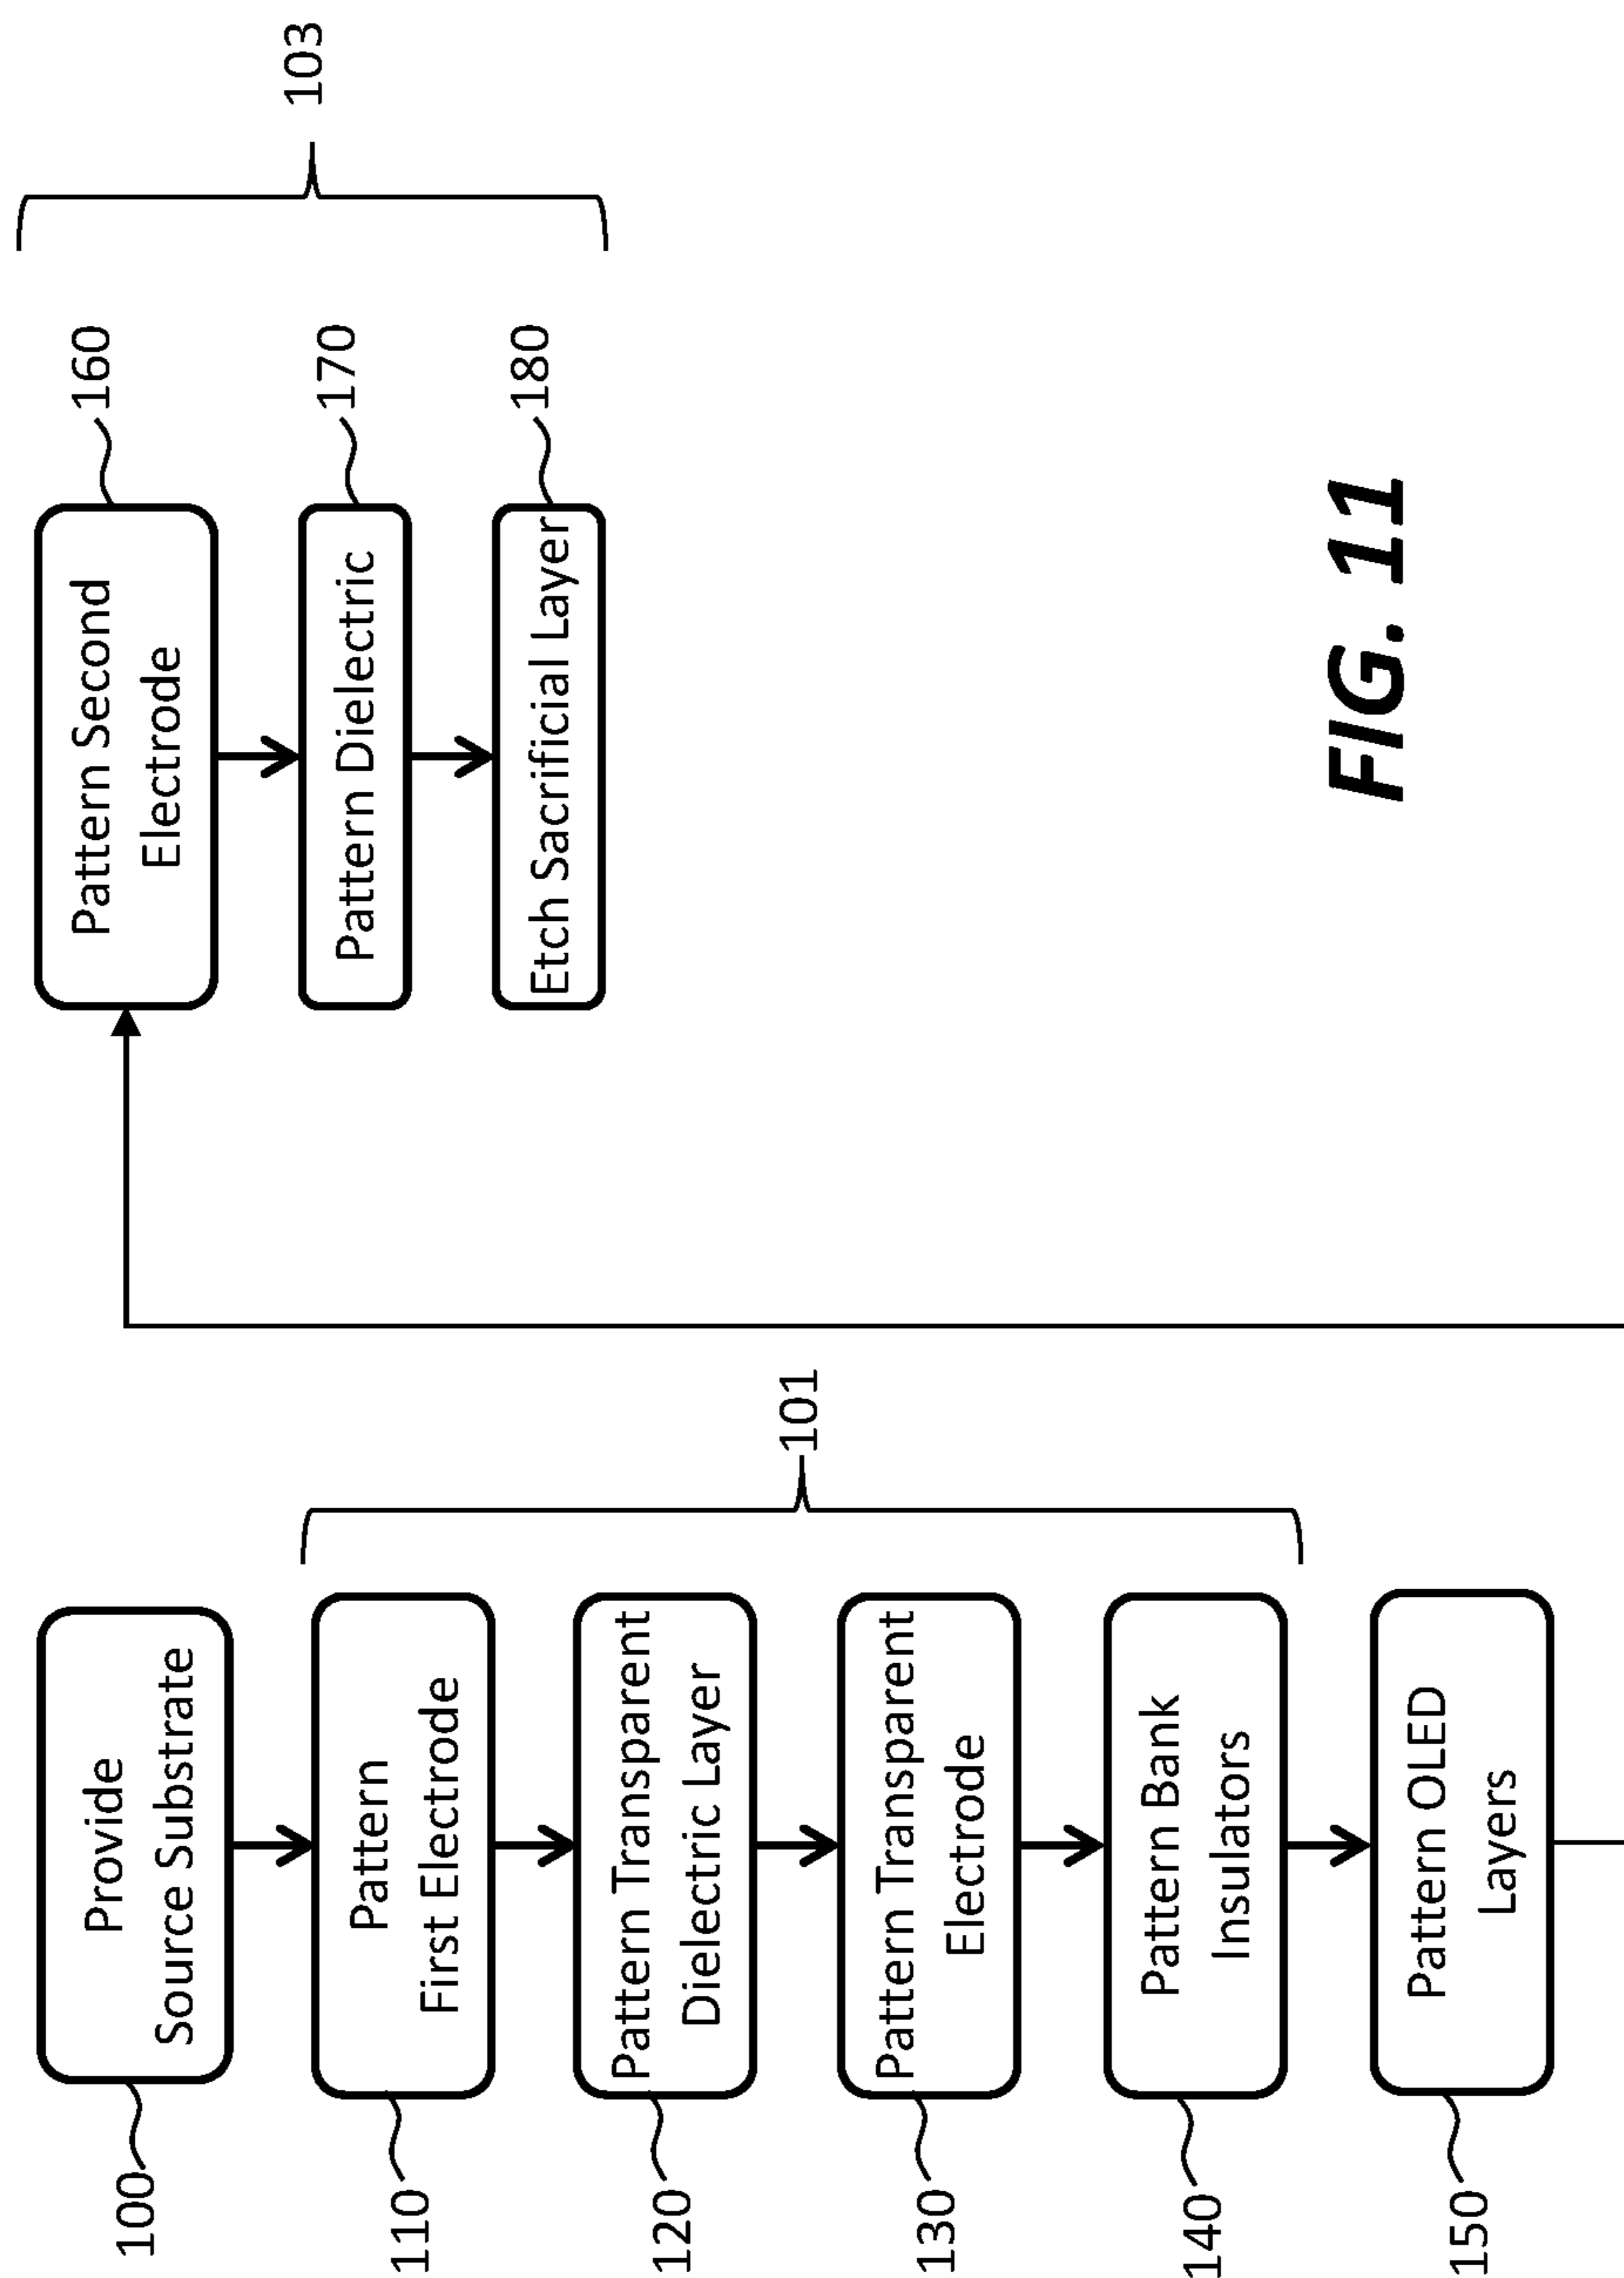 100
Provide
Source Substrate
110
Pattern
First Electrode
120
Pattern Transparent
Dielectric Layer
130
Pattern Transparent
Electrode
140
Pattern Bank
Insulators
150
Pattern OLED
Layers
101
Pattern Second
Electrode
160
Pattern Dielectric
170
Etch Sacrificial Layer
180
103
FIG. 11